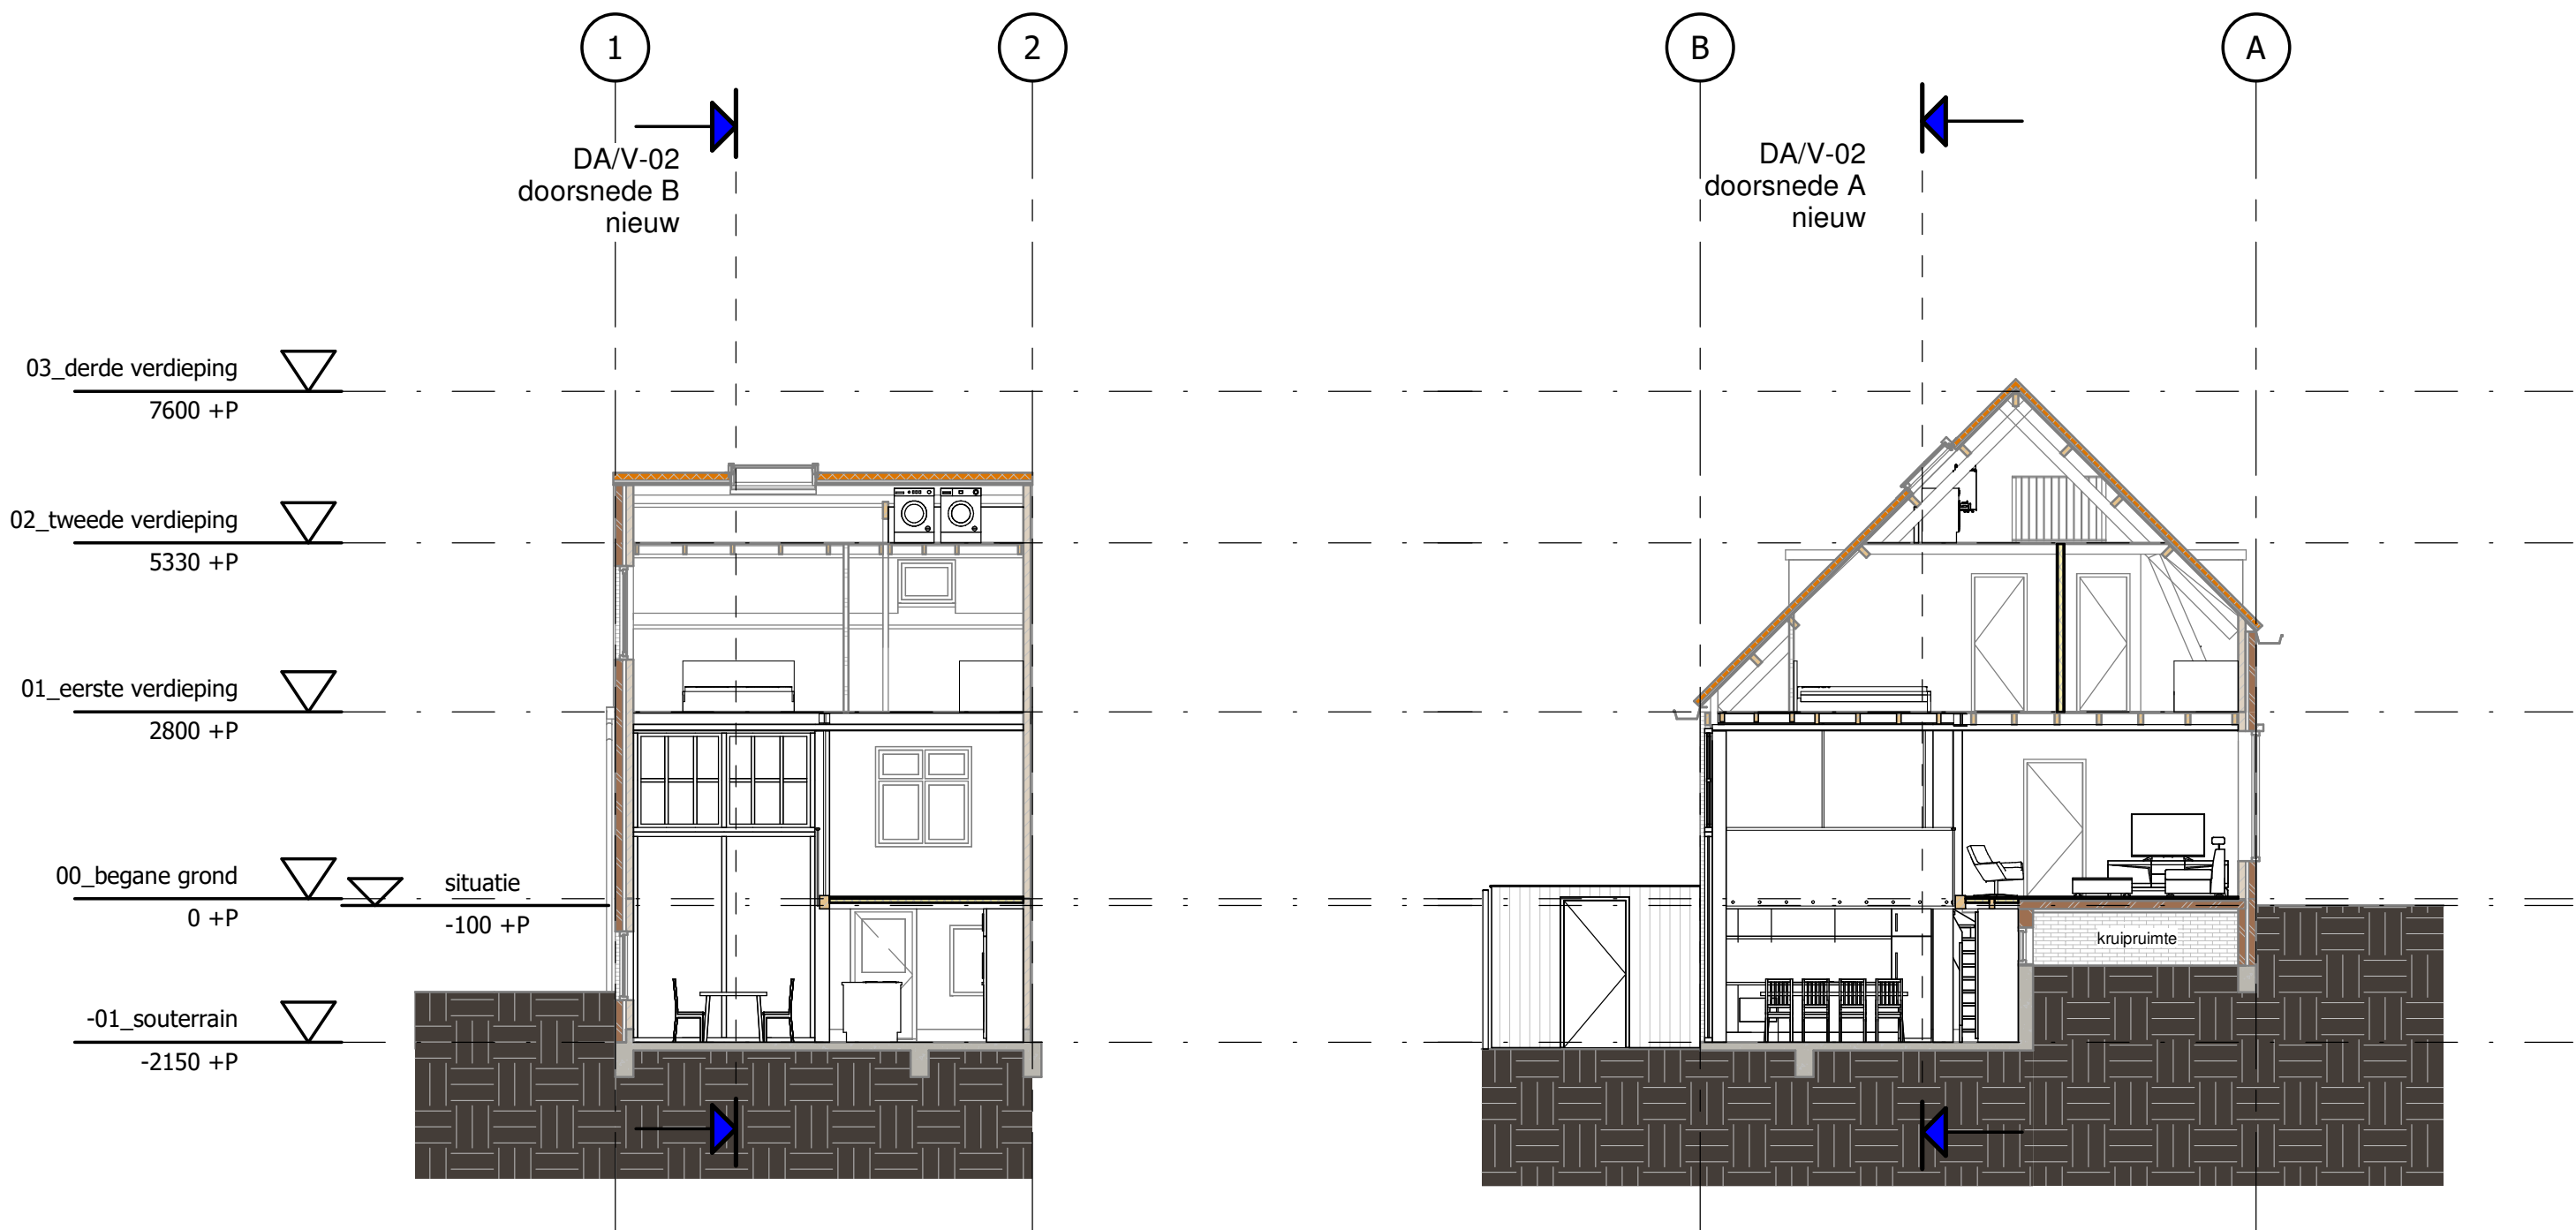 1
2
B
A
DA/V-02
doorsnede B
nieuw
DA/V-02
doorsnede A
nieuw
03_derde verdieping
7600 +P
02_tweede verdieping
5330 +P
01_eerste verdieping
2800 +P
00_begane grond
0 +P
situatie
-100 +P
kruipruimte
-01_souterrain
-2150 +P